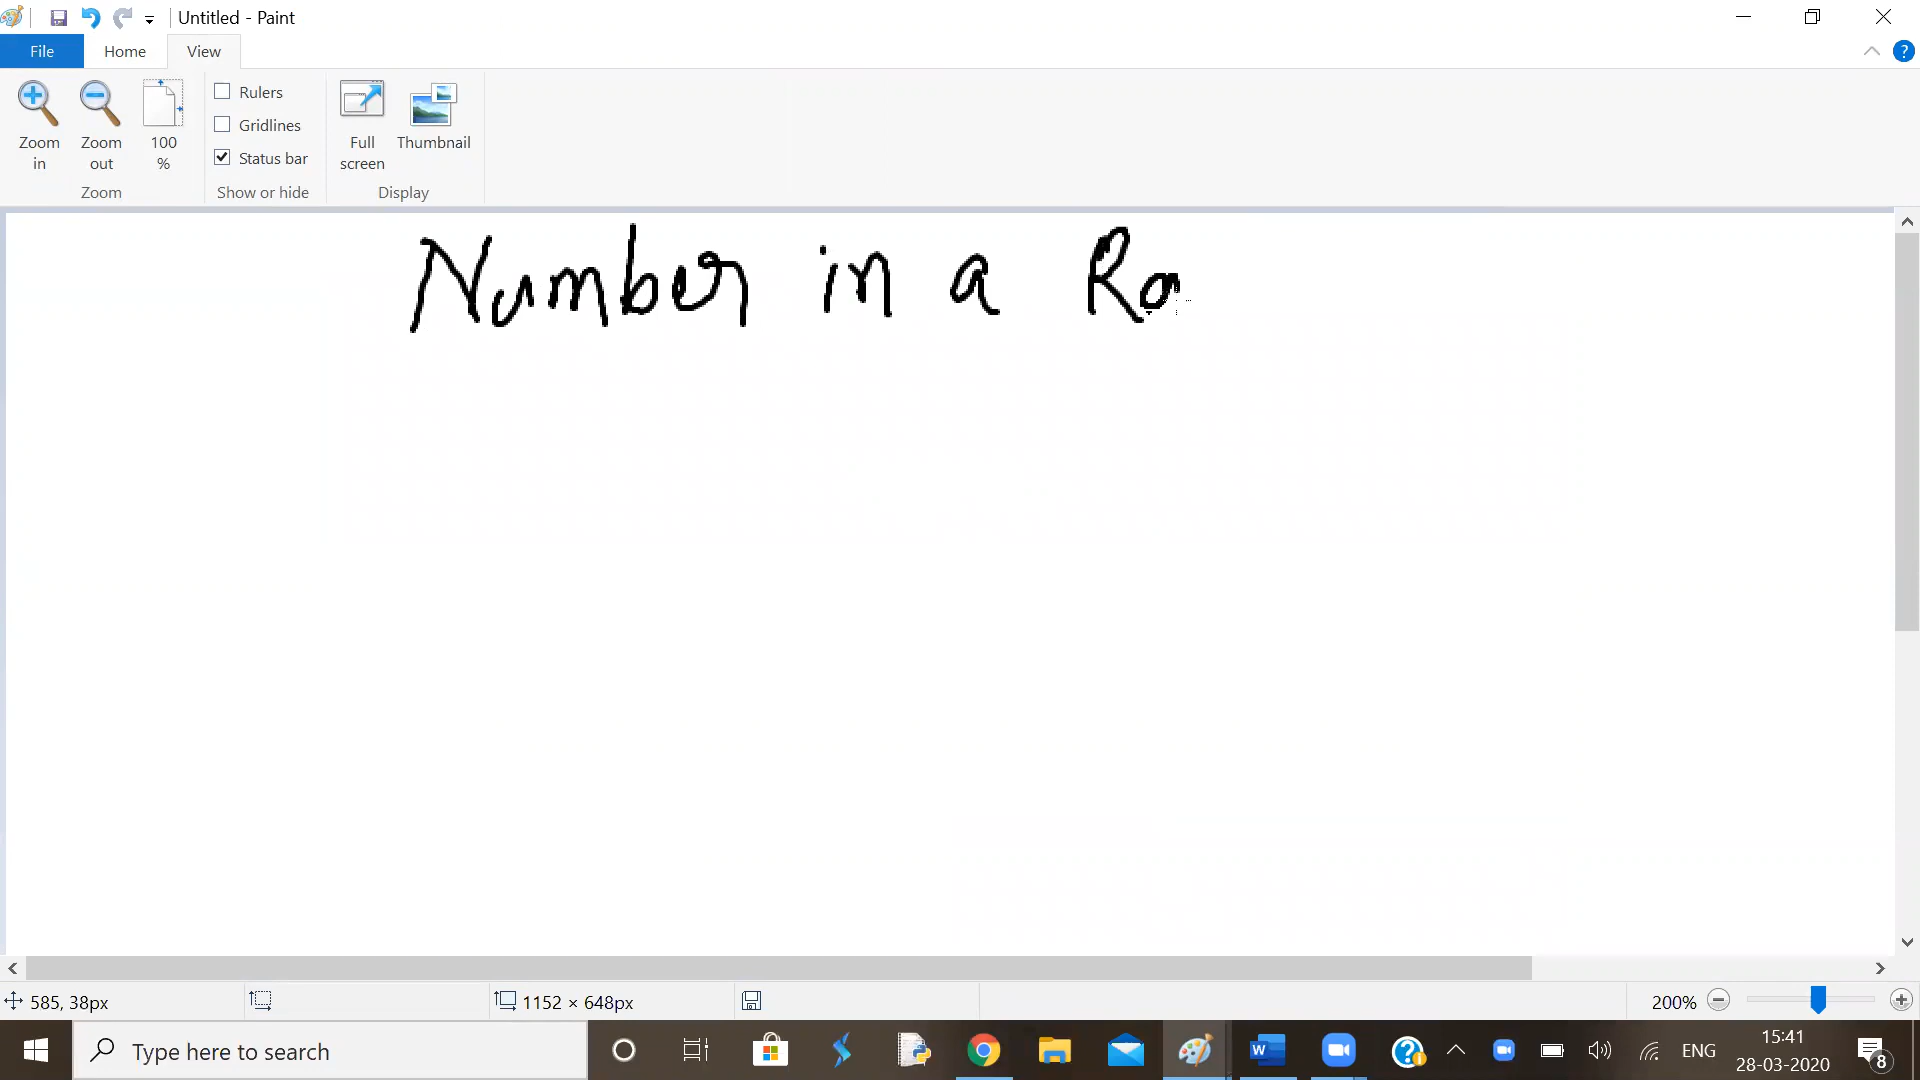 Untitled - Paint
File Home View
Zoom in Zoom out 100 % Rulers Gridlines Status bar Full screen Thumbnail
Zoom Show or hide Display
Number in a Ra
585, 38px 1152 × 648px 200%
Type here to search W ENG 15:41 28-03-2020 8